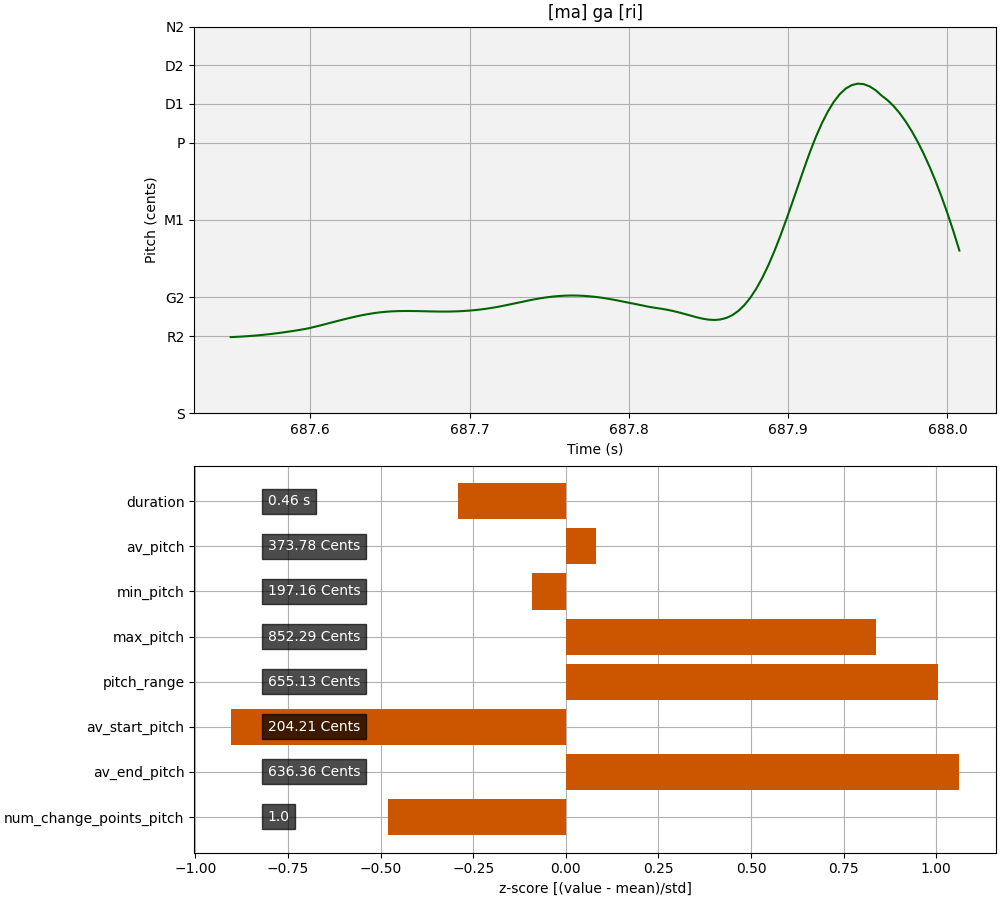 [ma] ga [ri]
N2
D2
D1
P
M1
G2
R2
S
Pitch (cents)
687.6 687.7 687.8 687.9 688.0
Time (s)
duration 0.46 s
av_pitch 373.78 Cents
min_pitch 197.16 Cents
max_pitch 852.29 Cents
pitch_range 655.13 Cents
av_start_pitch 204.21 Cents
av_end_pitch 636.36 Cents
num_change_points_pitch 1.0
−1.00 −0.75 −0.50 −0.25 0.00 0.25 0.50 0.75 1.00
z-score [(value - mean)/std]